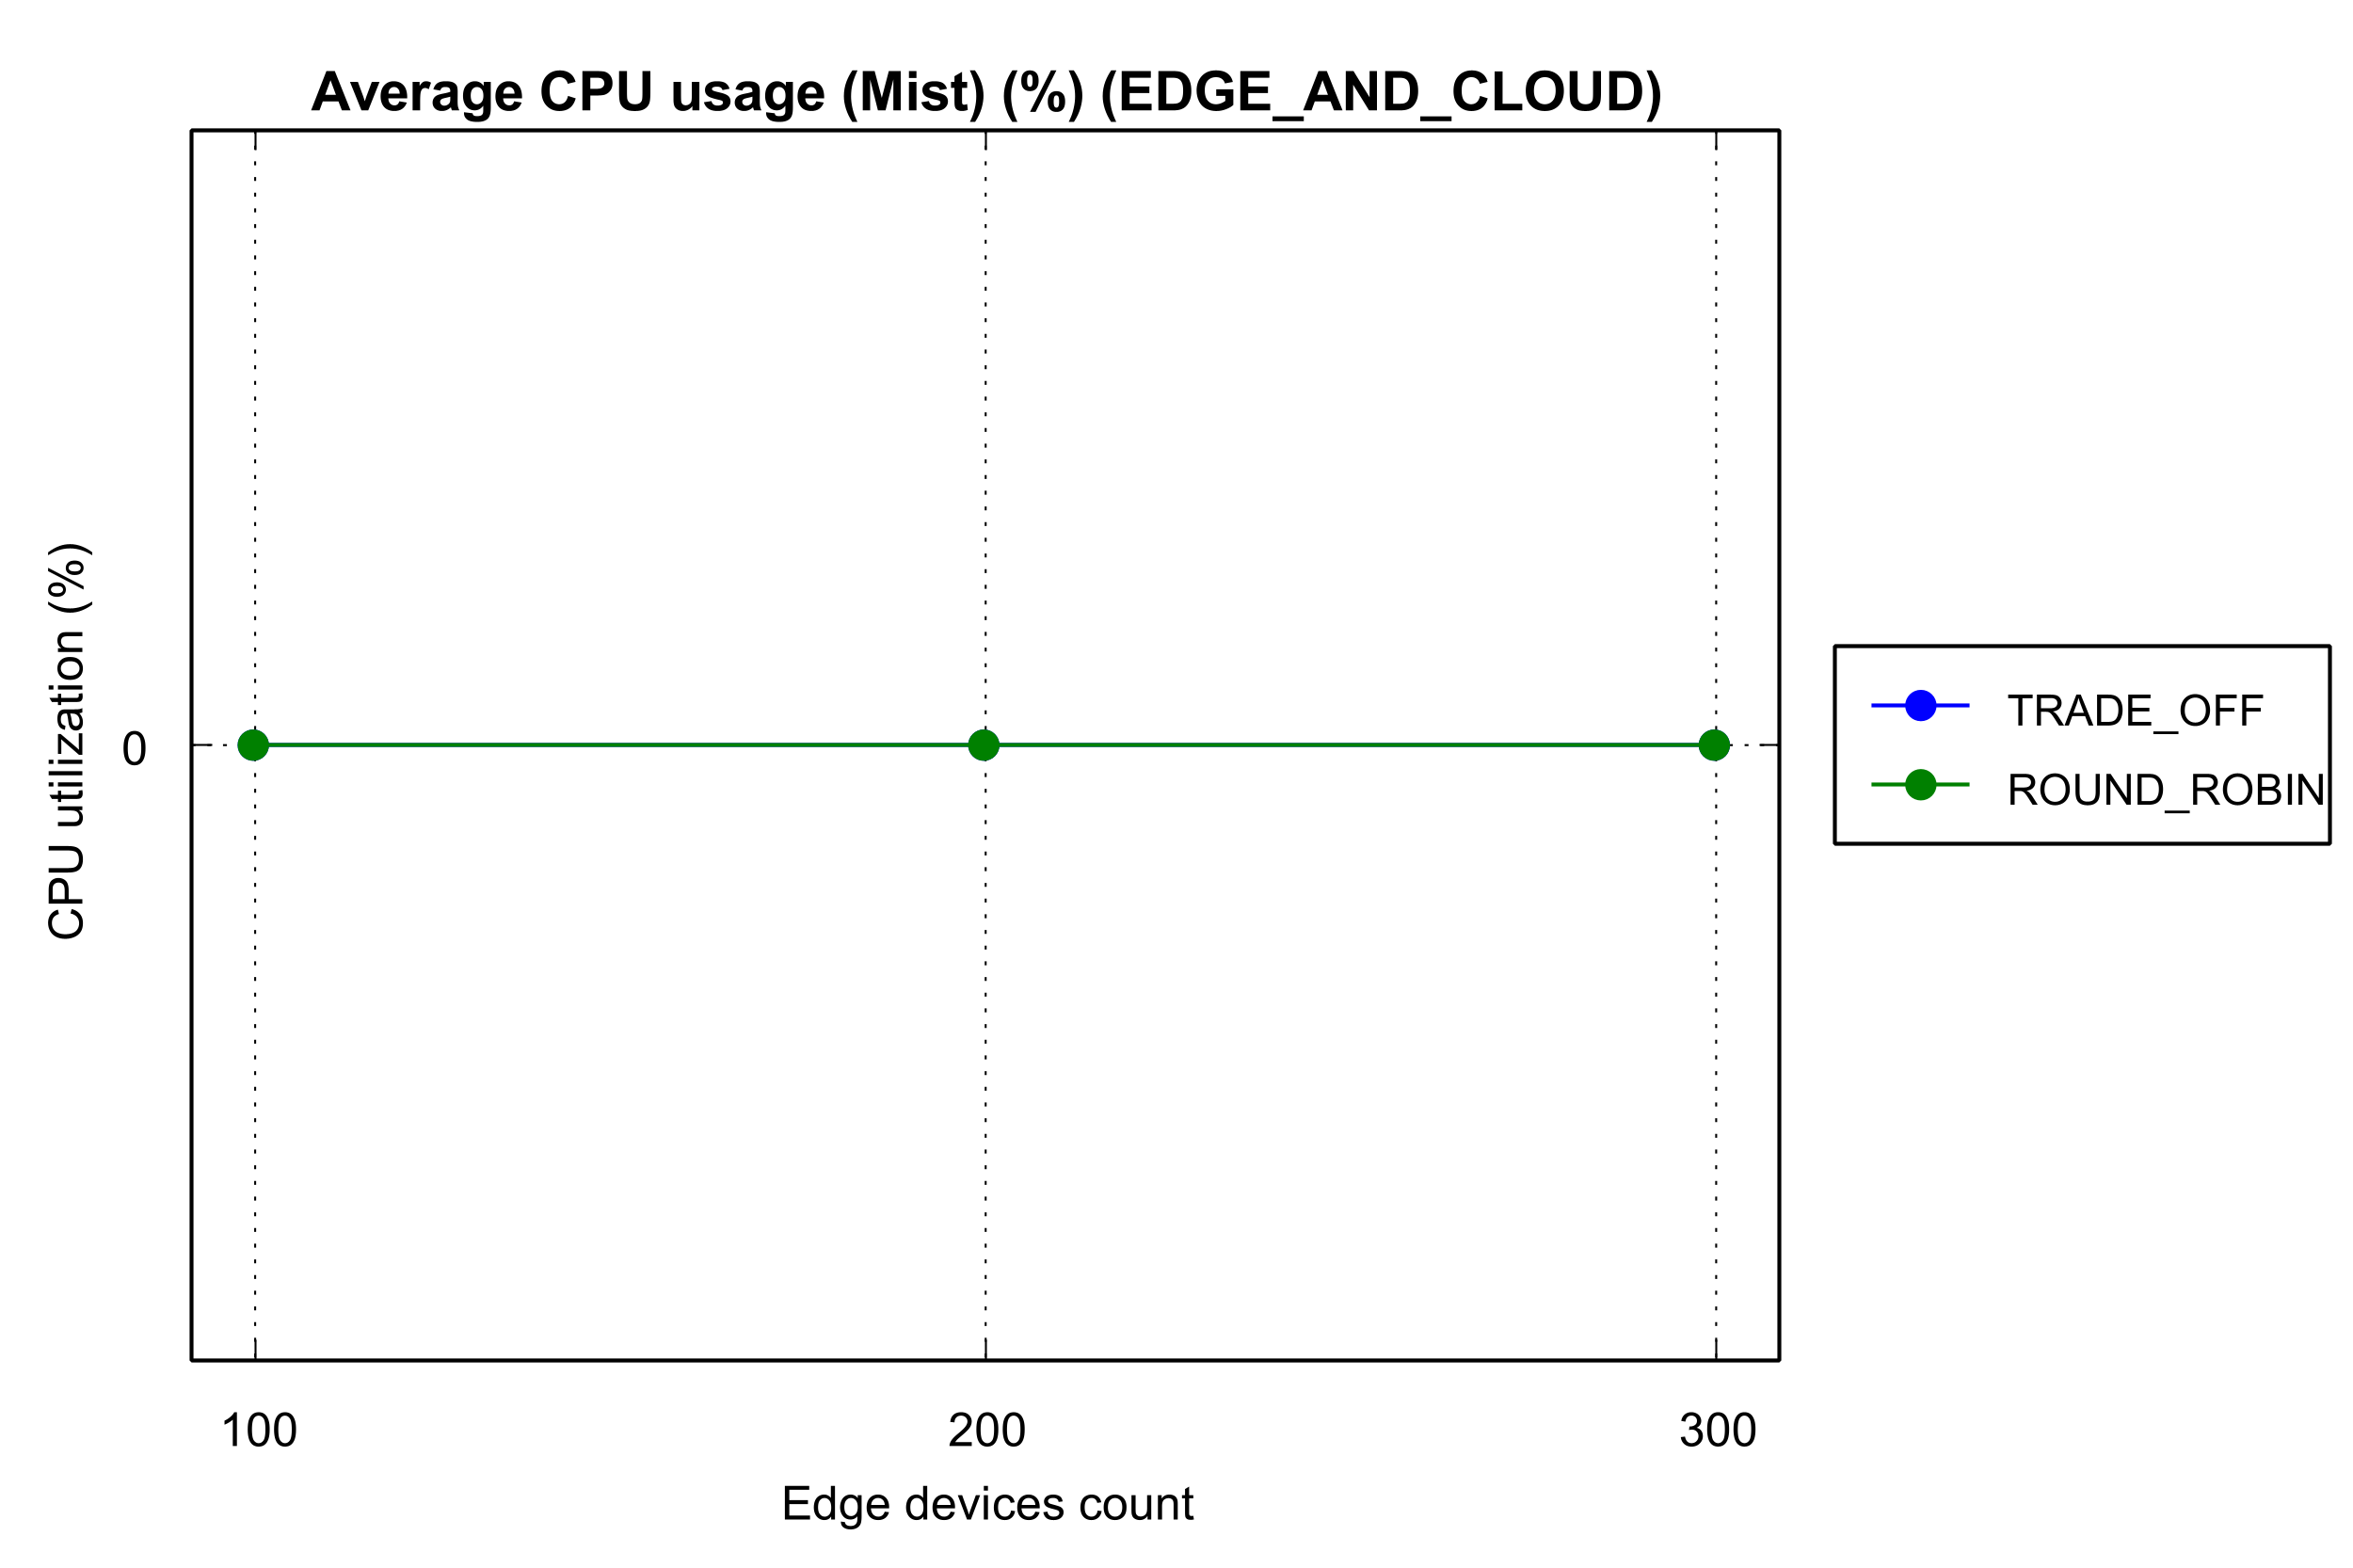 Average CPU usage (Mist) (%) (EDGE_AND_CLOUD)
CPU utilization (%)
0
TRADE_OFF
ROUND_ROBIN
100 200 300
Edge devices count